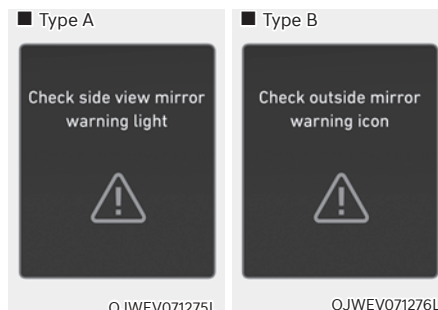 ■ Type A
Check side view mirror
warning light
OJWEV071275L
■ Type B
Check outside mirror
warning icon
OJWEV071276L